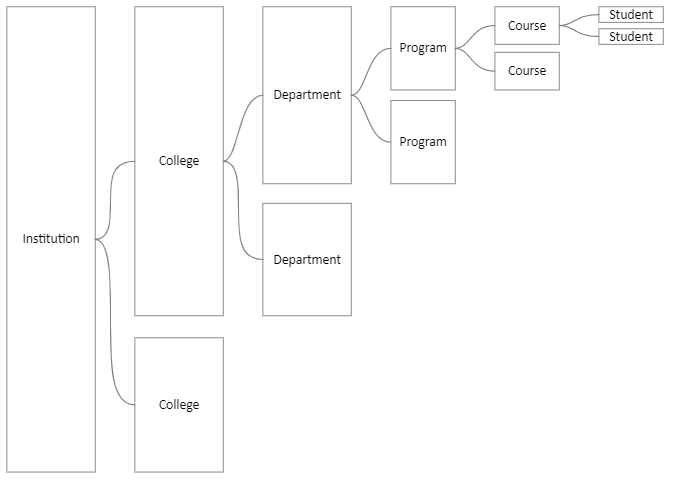 Institution
College
College
Department
Department
Program
Program
Course
Course
Student
Student